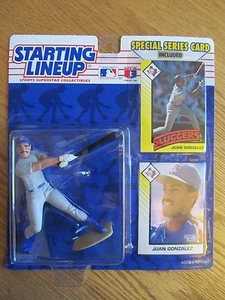 STARTING
LINEUP
SPORTS SUPERSTAR COLLECTIBLES
SPECIAL SERIES CARD
INCLUDED
SLUGGERS
JUAN GONZALEZ
JUAN GONZALEZ